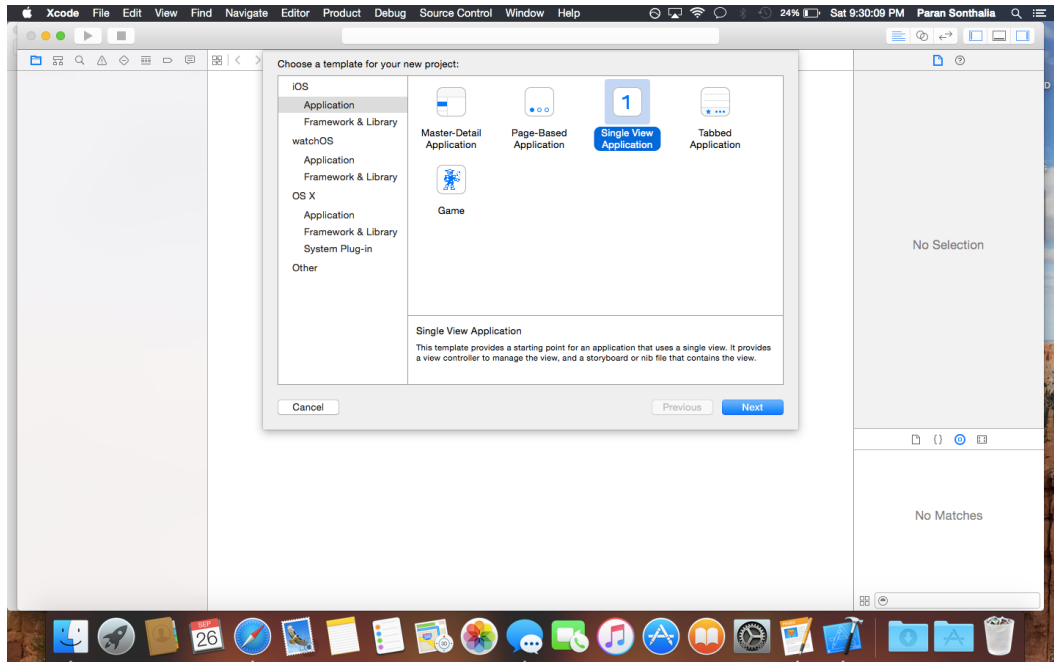 Xcode File Edit View Find Navigate Editor Product Debug Source Control Window Help 24% Sat 9:30:09 PM Paran Sonthalia
Choose a template for your new project:
iOS
Application
Framework & Library
watchOS
Application
Framework & Library
OS X
Application
Framework & Library
System Plug-in
Other
Master-Detail
Application
Page-Based
Application
1
Single View
Application
Tabbed
Application
Game
Single View Application
This template provides a starting point for an application that uses a single view. It provides
a view controller to manage the view, and a storyboard or nib file that contains the view.
Cancel
Previous
Next
No Selection
No Matches
SEP
26